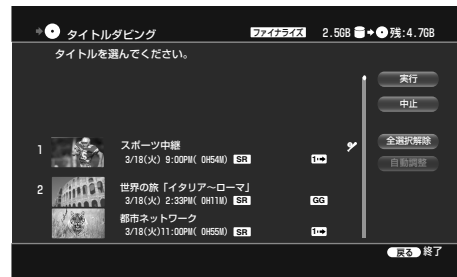 タイトルダビング ファイナライズ 2.5GB 残:4.7GB
タイトルを選んでください。
実行
中止
全選択解除
自動調整
1 スポーツ中継
3/18(火) 9:00PM( 0H54M) SR 1
2 世界の旅「イタリア〜ローマ」
3/18(火) 2:33PM( 0H11M) SR GG
都市ネットワーク
3/18(火)11:00PM( 0H55M) SR 1
戻る 終了